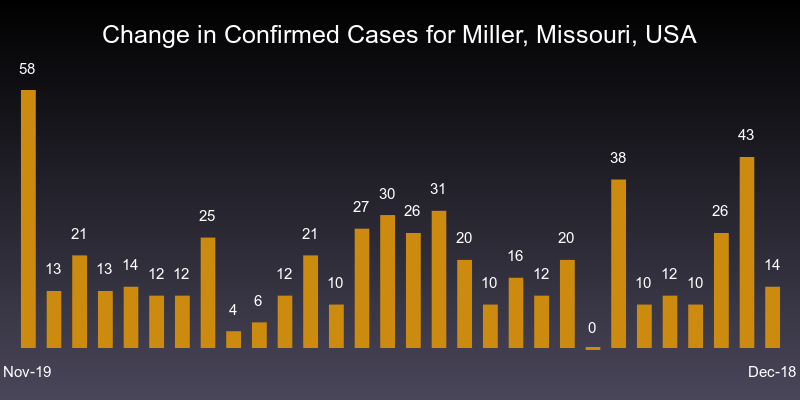 Change in Confirmed Cases for Miller, Missouri, USA
58 13 21 13 14 12 12 25 4 6 12 21 10 27 30 26 31 20 10 16 12 20 0 38 10 12 10 26 43 14
Nov-19 Dec-18